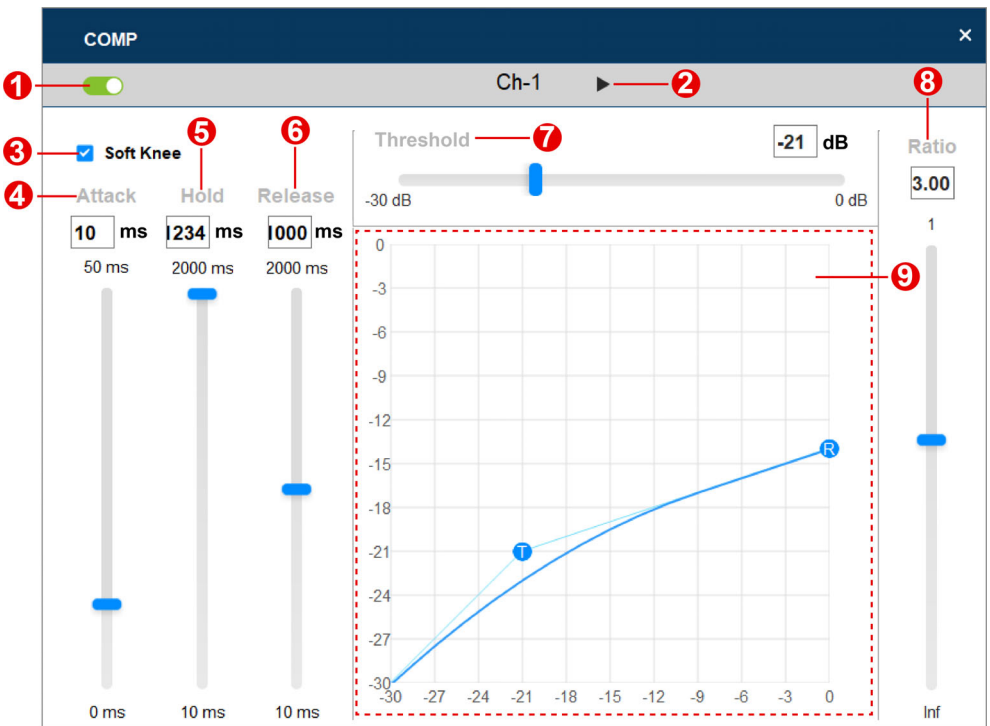 COMP ×
1 Ch-1 2 8
3 Soft Knee 5 6
Threshold 7 -21 dB
Ratio
4 Attack Hold Release
-30 dB 0 dB
3.00
10 ms 1234 ms 1000 ms
1
50 ms 2000 ms 2000 ms
0
9
-3
-6
-9
-12
R
-15
-18
-21 T
-24
-27
-30
-30 -27 -24 -21 -18 -15 -12 -9 -6 -3 0
0 ms 10 ms 10 ms Inf